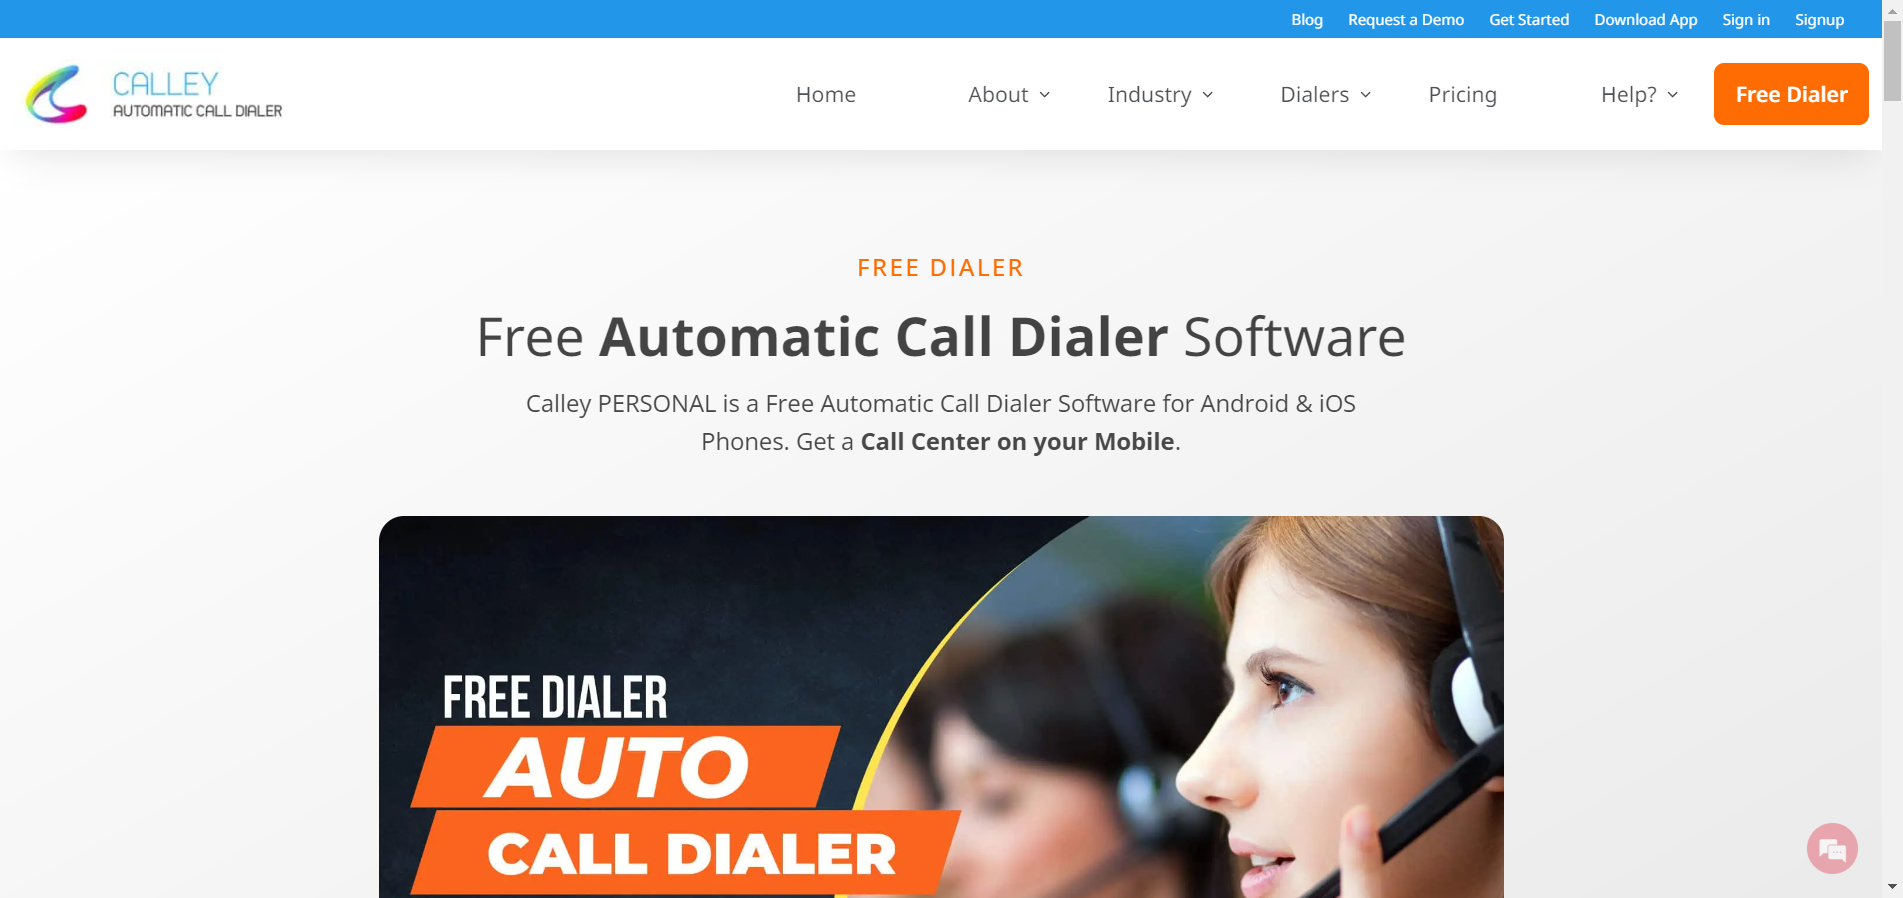 Blog Request a Demo Get Started Download App Sign in Signup
CALLEY
AUTOMATIC CALL DIALER
Home About Industry Dialers Pricing Help? Free Dialer
FREE DIALER
Free Automatic Call Dialer Software
Calley PERSONAL is a Free Automatic Call Dialer Software for Android & iOS
Phones. Get a Call Center on your Mobile.
FREE DIALER
AUTO
CALL DIALER